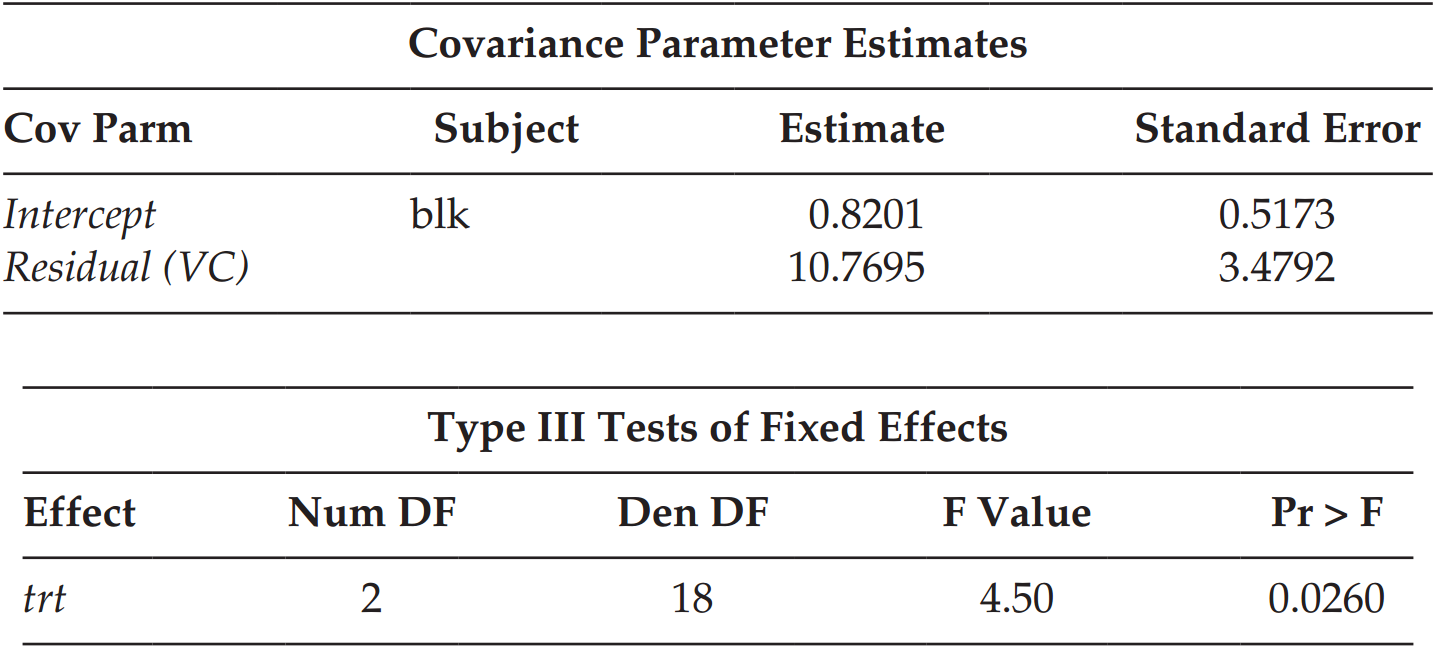 Covariance Parameter Estimates
Cov Parm Subject Estimate Standard Error
Intercept blk 0.8201 0.5173
Residual (VC) 10.7695 3.4792
Type III Tests of Fixed Effects
Effect Num DF Den DF F Value Pr > F
trt 2 18 4.50 0.0260